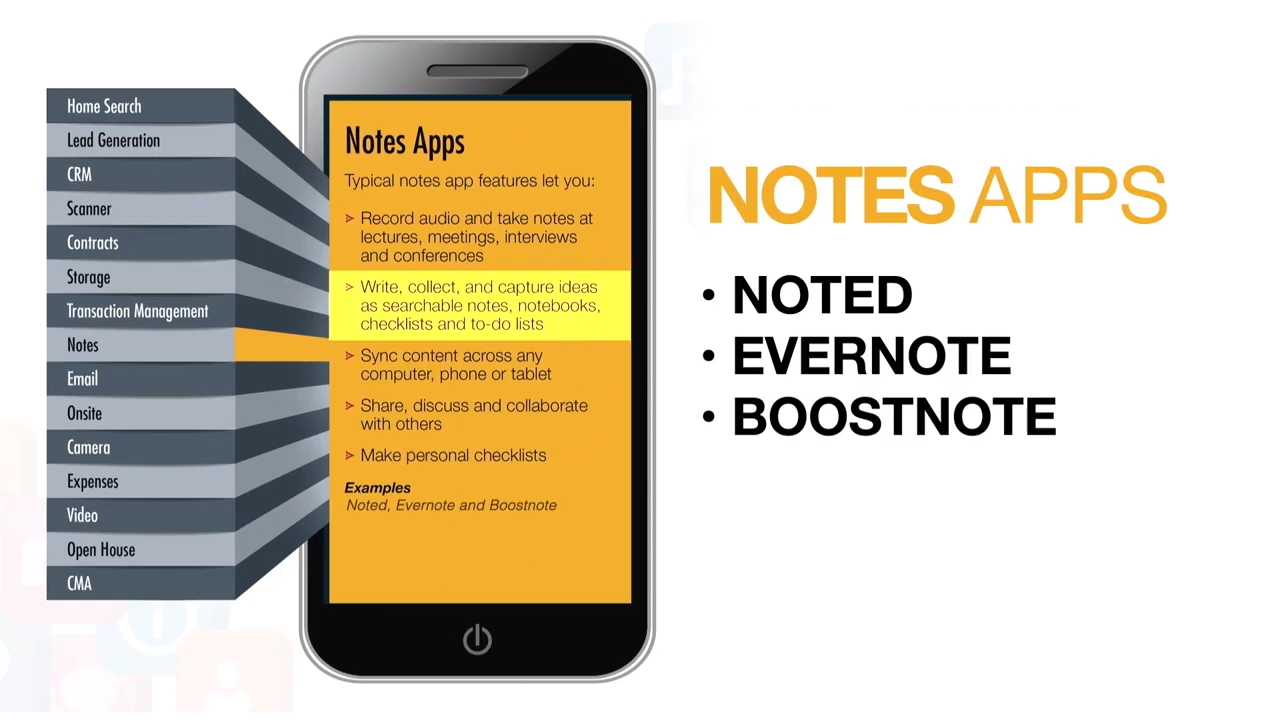 Home Search
Lead Generation
CRM
Scanner
Contracts
Storage
Transaction Management
Notes
Email
Onsite
Camera
Expenses
Video
Open House
CMA
Notes Apps
Typical notes app features let you:
➢ Record audio and take notes at
lectures, meetings, interviews
and conferences
➢ Write, collect, and capture ideas
as searchable notes, notebooks,
checklists and to-do lists
➢ Sync content across any
computer, phone or tablet
➢ Share, discuss and collaborate
with others
➢ Make personal checklists
Examples
Noted, Evernote and Boostnote
NOTES APPS
• NOTED
• EVERNOTE
• BOOSTNOTE